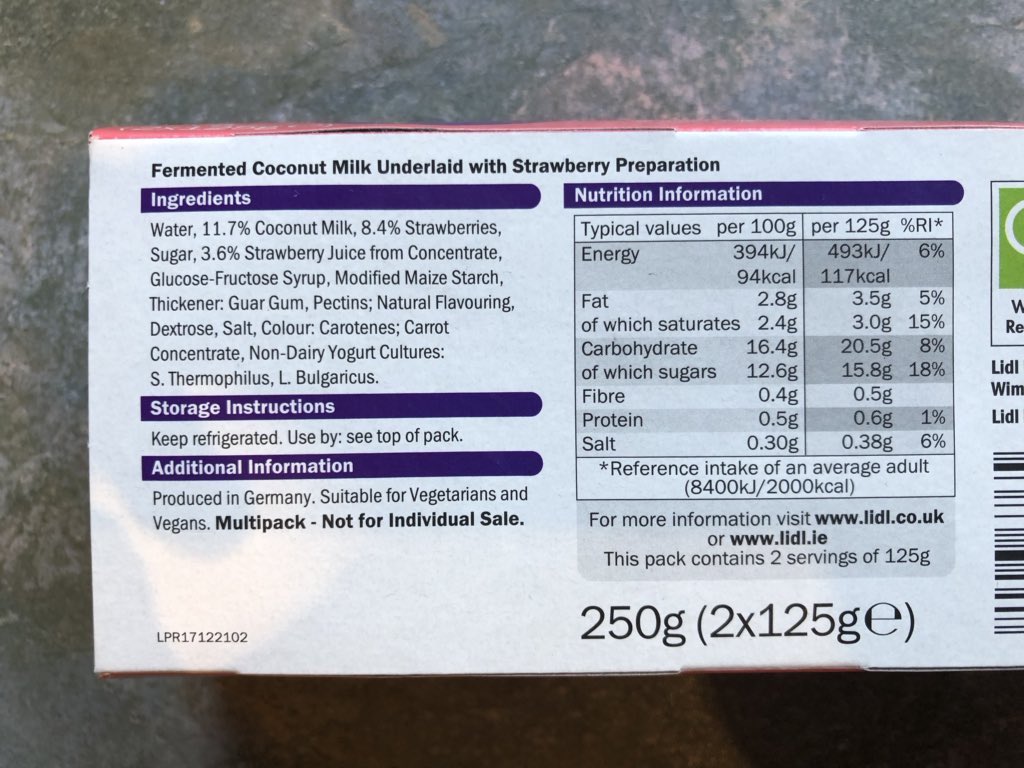 Fermented Coconut Milk Underlaid with Strawberry Preparation
Ingredients
Water, 11.7% Coconut Milk, 8.4% Strawberries,
Sugar, 3.6% Strawberry Juice from Concentrate,
Glucose-Fructose Syrup, Modified Maize Starch,
Thickener: Guar Gum, Pectins; Natural Flavouring,
Dextrose, Salt, Colour: Carotenes; Carrot
Concentrate, Non-Dairy Yogurt Cultures:
S. Thermophilus, L. Bulgaricus.
Storage Instructions
Keep refrigerated. Use by: see top of pack.
Additional Information
Produced in Germany. Suitable for Vegetarians and
Vegans. Multipack - Not for Individual Sale.
LPR17122102
Nutrition Information
Typical values per 100g per 125g %RI*
Energy 394kJ/ 493kJ/ 6%
94kcal 117kcal
Fat 2.8g 3.5g 5%
of which saturates 2.4g 3.0g 15%
Carbohydrate 16.4g 20.5g 8%
of which sugars 12.6g 15.8g 18%
Fibre 0.4g 0.5g
Protein 0.5g 0.6g 1%
Salt 0.30g 0.38g 6%
*Reference intake of an average adult
(8400kJ/2000kcal)
For more information visit www.lidl.co.uk
or www.lidl.ie
This pack contains 2 servings of 125g
250g (2x125g℮)
Lidl
Wim
Lidl